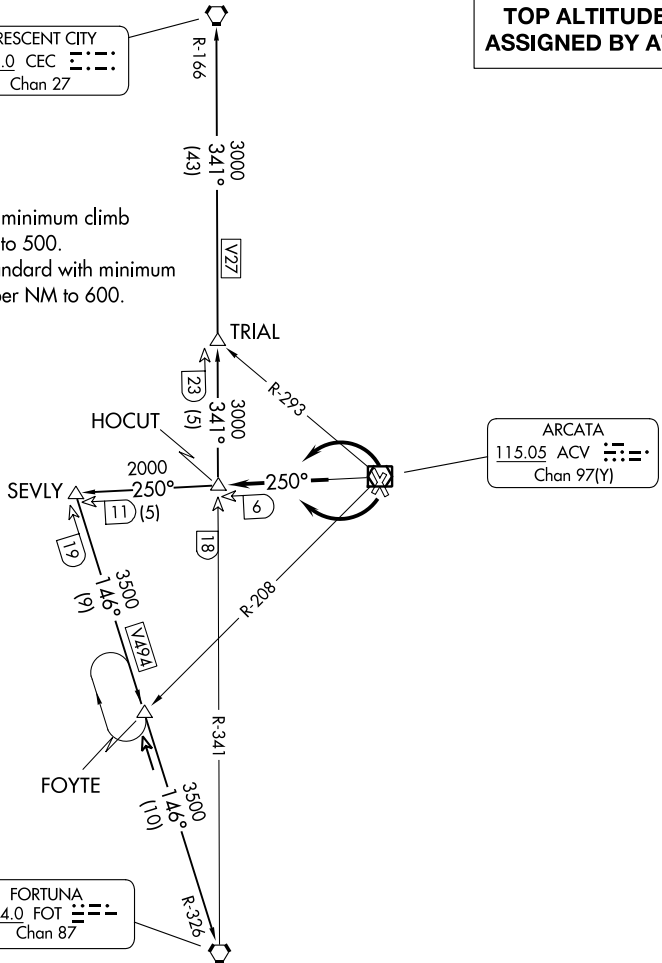 TOP ALTITUDE
ASSIGNED BY
RESCENT CITY
.0 CEC
Chan 27
R-166
3000
341°
(43)
minimum climb
to 500.
ndard with minimum
per NM to 600.
V27
TRIAL
23
3000
341°
(5)
R-293
HOCUT
ARCATA
115.05 ACV
Chan 97(Y)
2000
250°
250°
SEVLY
11
(5)
6
19
18
3500
146°
(9)
R-208
V494
R-341
FOYTE
3500
146°
(10)
FORTUNA
4.0 FOT
Chan 87
R-326